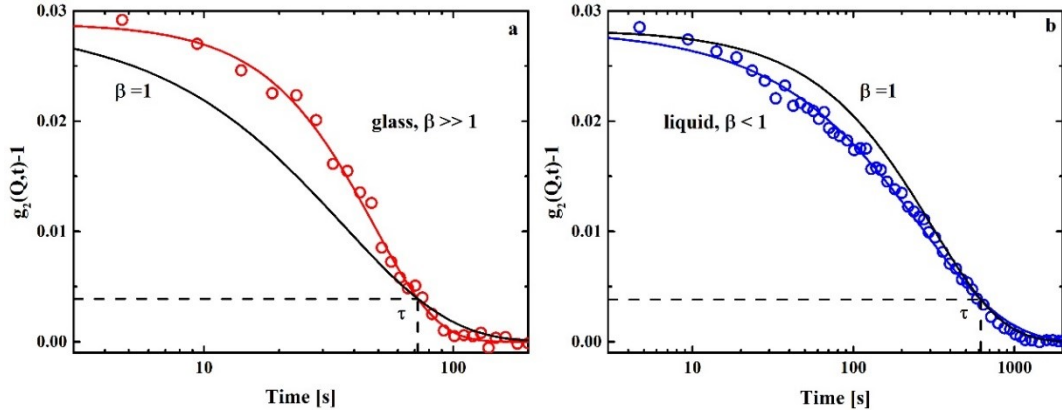 0.03
0.02
0.01
0.00
g₂(Q,t)-1
a
β =1
glass, β >> 1
τ
10
100
Time [s]
0.03
0.02
0.01
0.00
g₂(Q,t)-1
b
β =1
liquid, β < 1
τ
10
100
1000
Time [s]